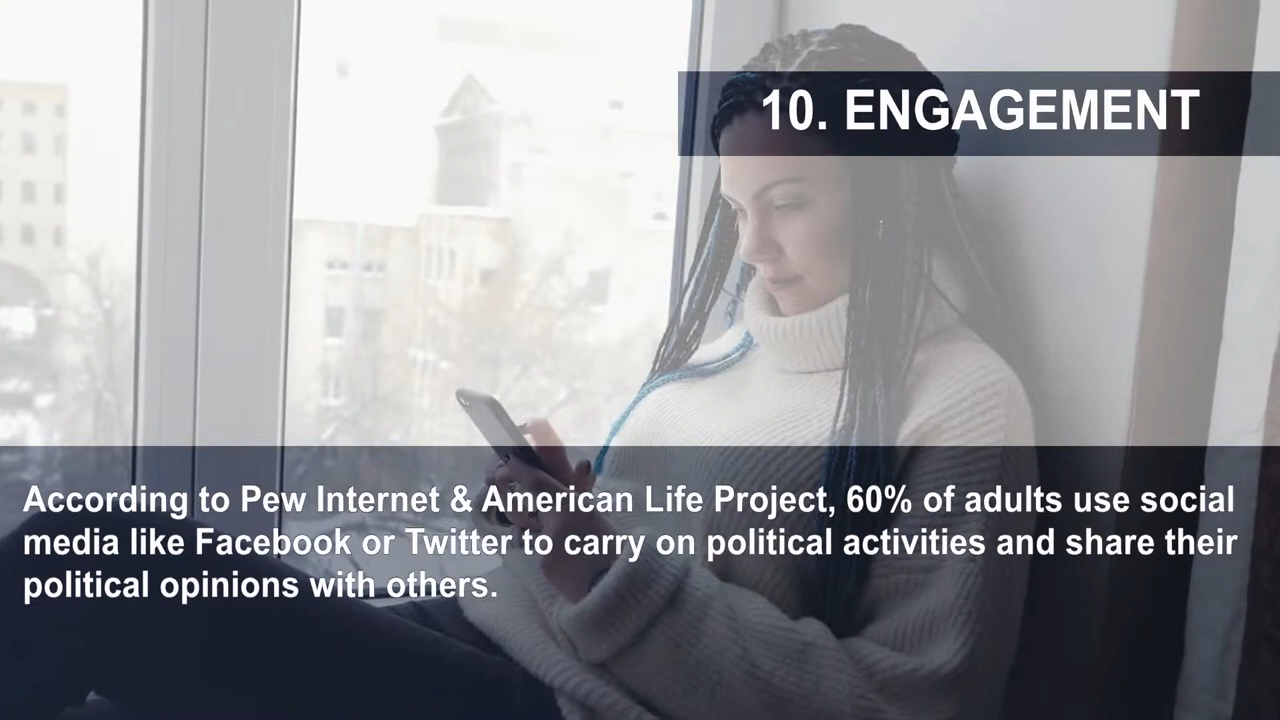 10. ENGAGEMENT
According to Pew Internet & American Life Project, 60% of adults use social
media like Facebook or Twitter to carry on political activities and share their
political opinions with others.